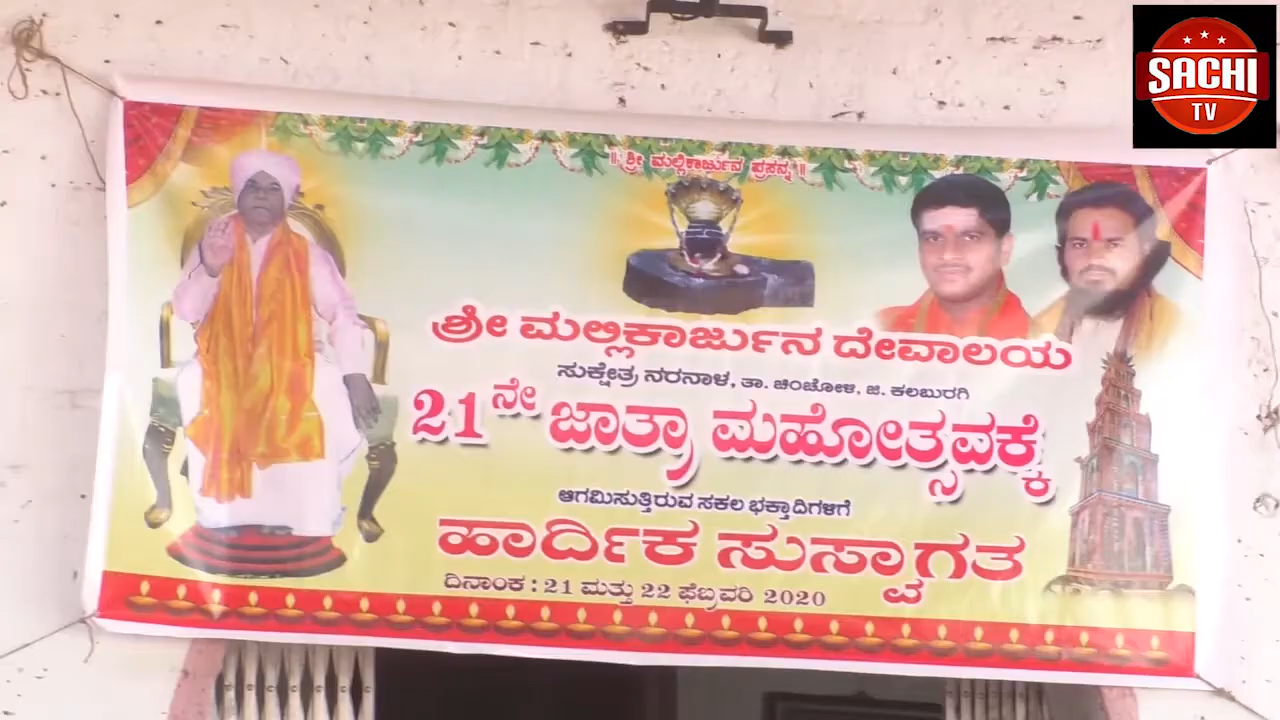 SACHI
TV
॥ ಶ್ರೀ ಮಲ್ಲಿಕಾರ್ಜುನ ಪ್ರಸನ್ನ ॥
ಶ್ರೀ ಮಲ್ಲಿಕಾರ್ಜುನ ದೇವಾಲಯ
ಸುಕ್ಷೇತ್ರ ನರನಾಳ, ತಾ. ಚಿಂಚೋಳಿ, ಜಿ. ಕಲಬುರಗಿ
21 ನೇ ಜಾತ್ರಾ ಮಹೋತ್ಸವಕ್ಕೆ
ಆಗಮಿಸುತ್ತಿರುವ ಸಕಲ ಭಕ್ತಾದಿಗಳಿಗೆ
ಹಾರ್ದಿಕ ಸುಸ್ವಾಗತ
ದಿನಾಂಕ : 21 ಮತ್ತು 22 ಫೆಬ್ರವರಿ 2020